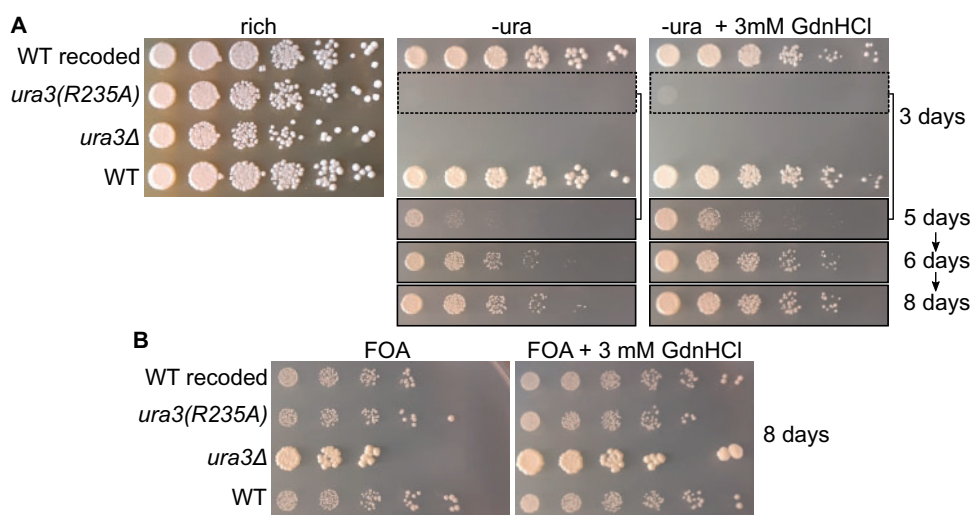 A
rich
-ura
-ura + 3mM GdnHCl
WT recoded
ura3(R235A)
ura3Δ
WT
3 days
5 days
6 days
8 days
B
FOA
FOA + 3 mM GdnHCl
WT recoded
ura3(R235A)
ura3Δ
WT
8 days